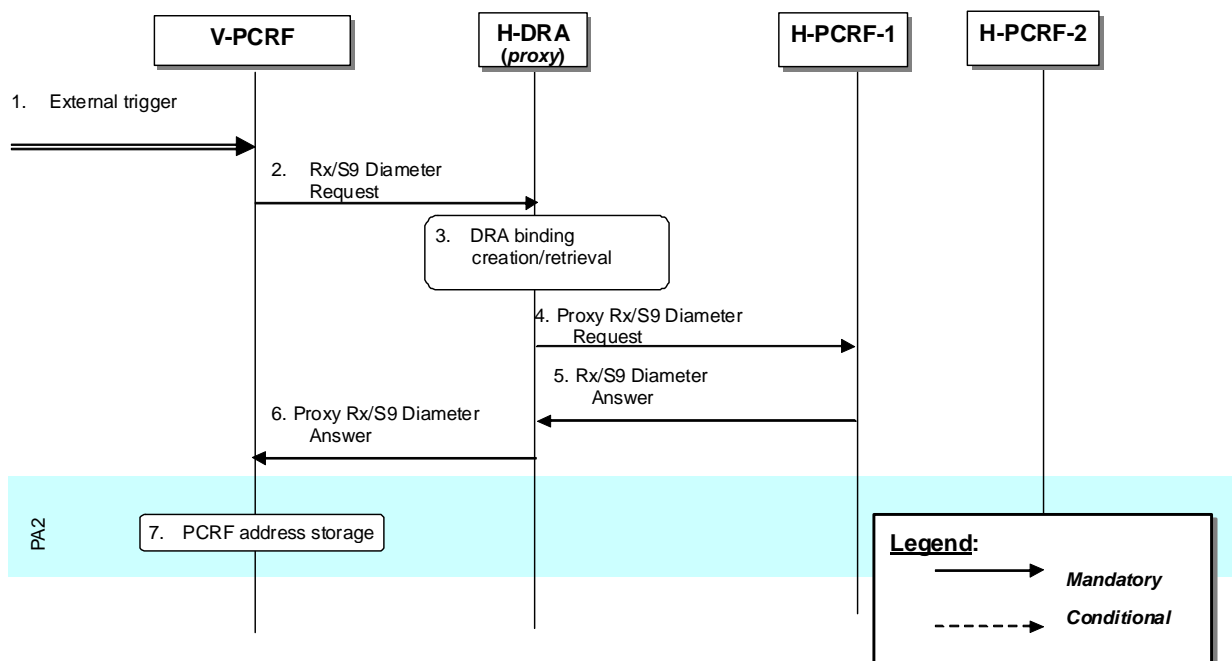 V-PCRF
H-DRA
(proxy)
H-PCRF-1
H-PCRF-2
1. External trigger
2. Rx/S9 Diameter
Request
3. DRA binding
creation/retrieval
4. Proxy Rx/S9 Diameter
Request
5. Rx/S9 Diameter
Answer
6. Proxy Rx/S9 Diameter
Answer
PA2
7. PCRF address storage
Legend:
Mandatory
Conditional